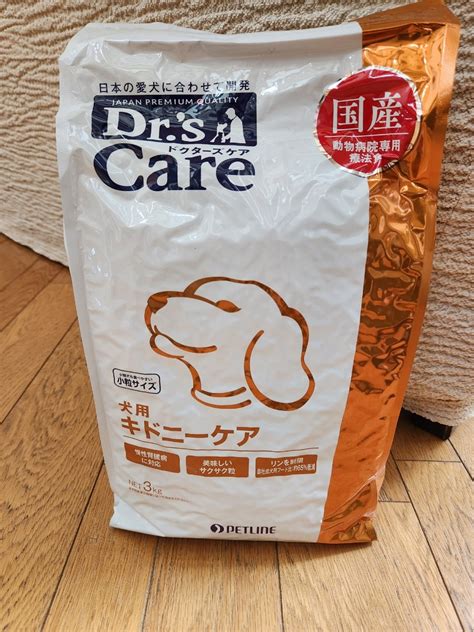 日本の愛犬に合わせて開発
JAPAN PREMIUM QUALITY
Dr.'s
ドクターズケア
Care
国産
動物病院専用
療法食
小粒サイズ
犬用
キドニーケア
慢性腎臓病
に対応
美味しい
サクサク粒
リンを制限
NET 3kg
PETLINE